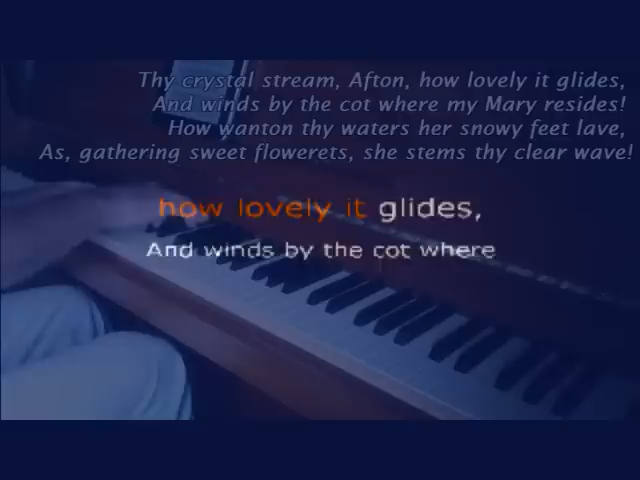 Thy crystal stream, Afton, how lovely it glides,
And winds by the cot where my Mary resides!
How wanton thy waters her snowy feet lave,
As, gathering sweet flowerets, she stems thy clear wave!
how lovely it glides,
And winds by the cot where